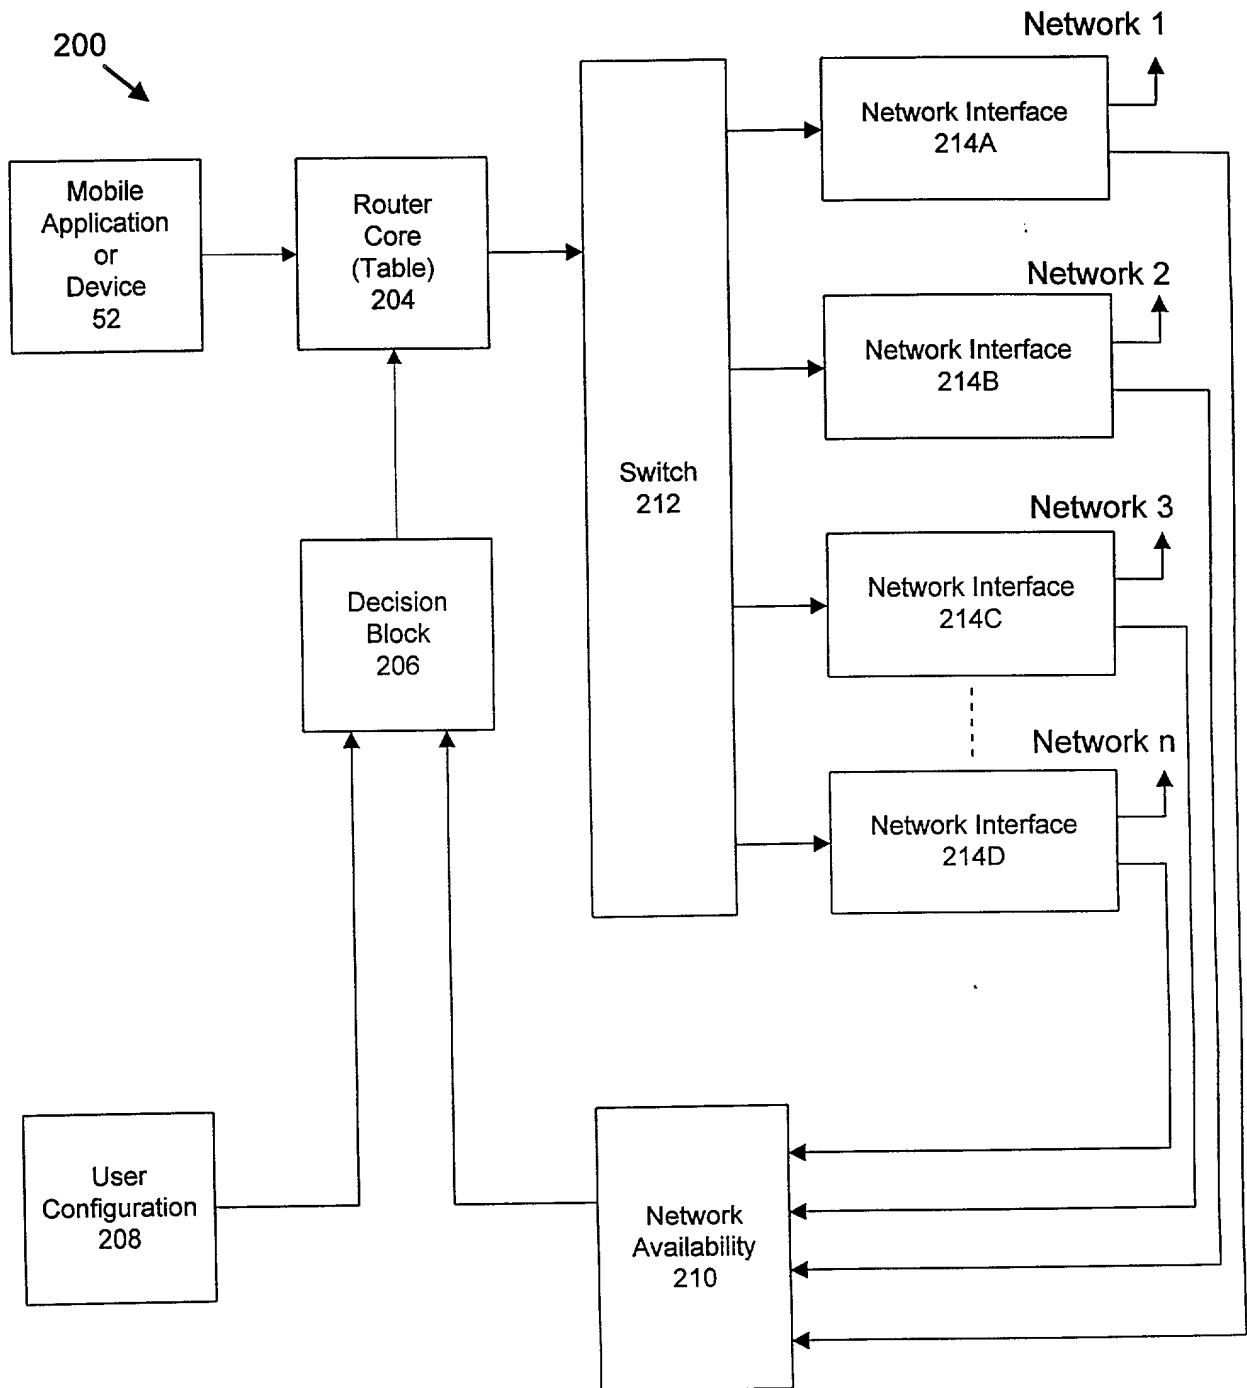 200
Network 1
Network Interface
214A
Mobile
Application
or
Device
52
Router
Core
(Table)
204
Network 2
Network Interface
214B
Switch
212
Network 3
Network Interface
214C
Decision
Block
206
Network n
Network Interface
214D
User
Configuration
208
Network
Availability
210